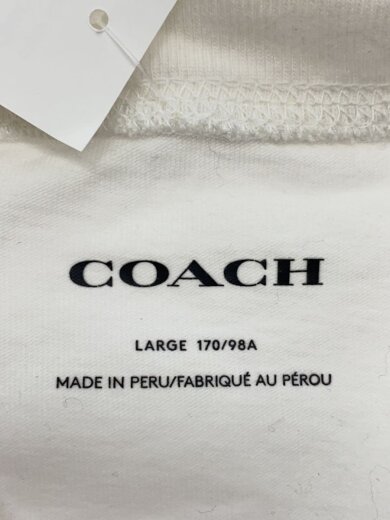 COACH
LARGE 170/98A
MADE IN PERU/FABRIQUÉ AU PÉROU